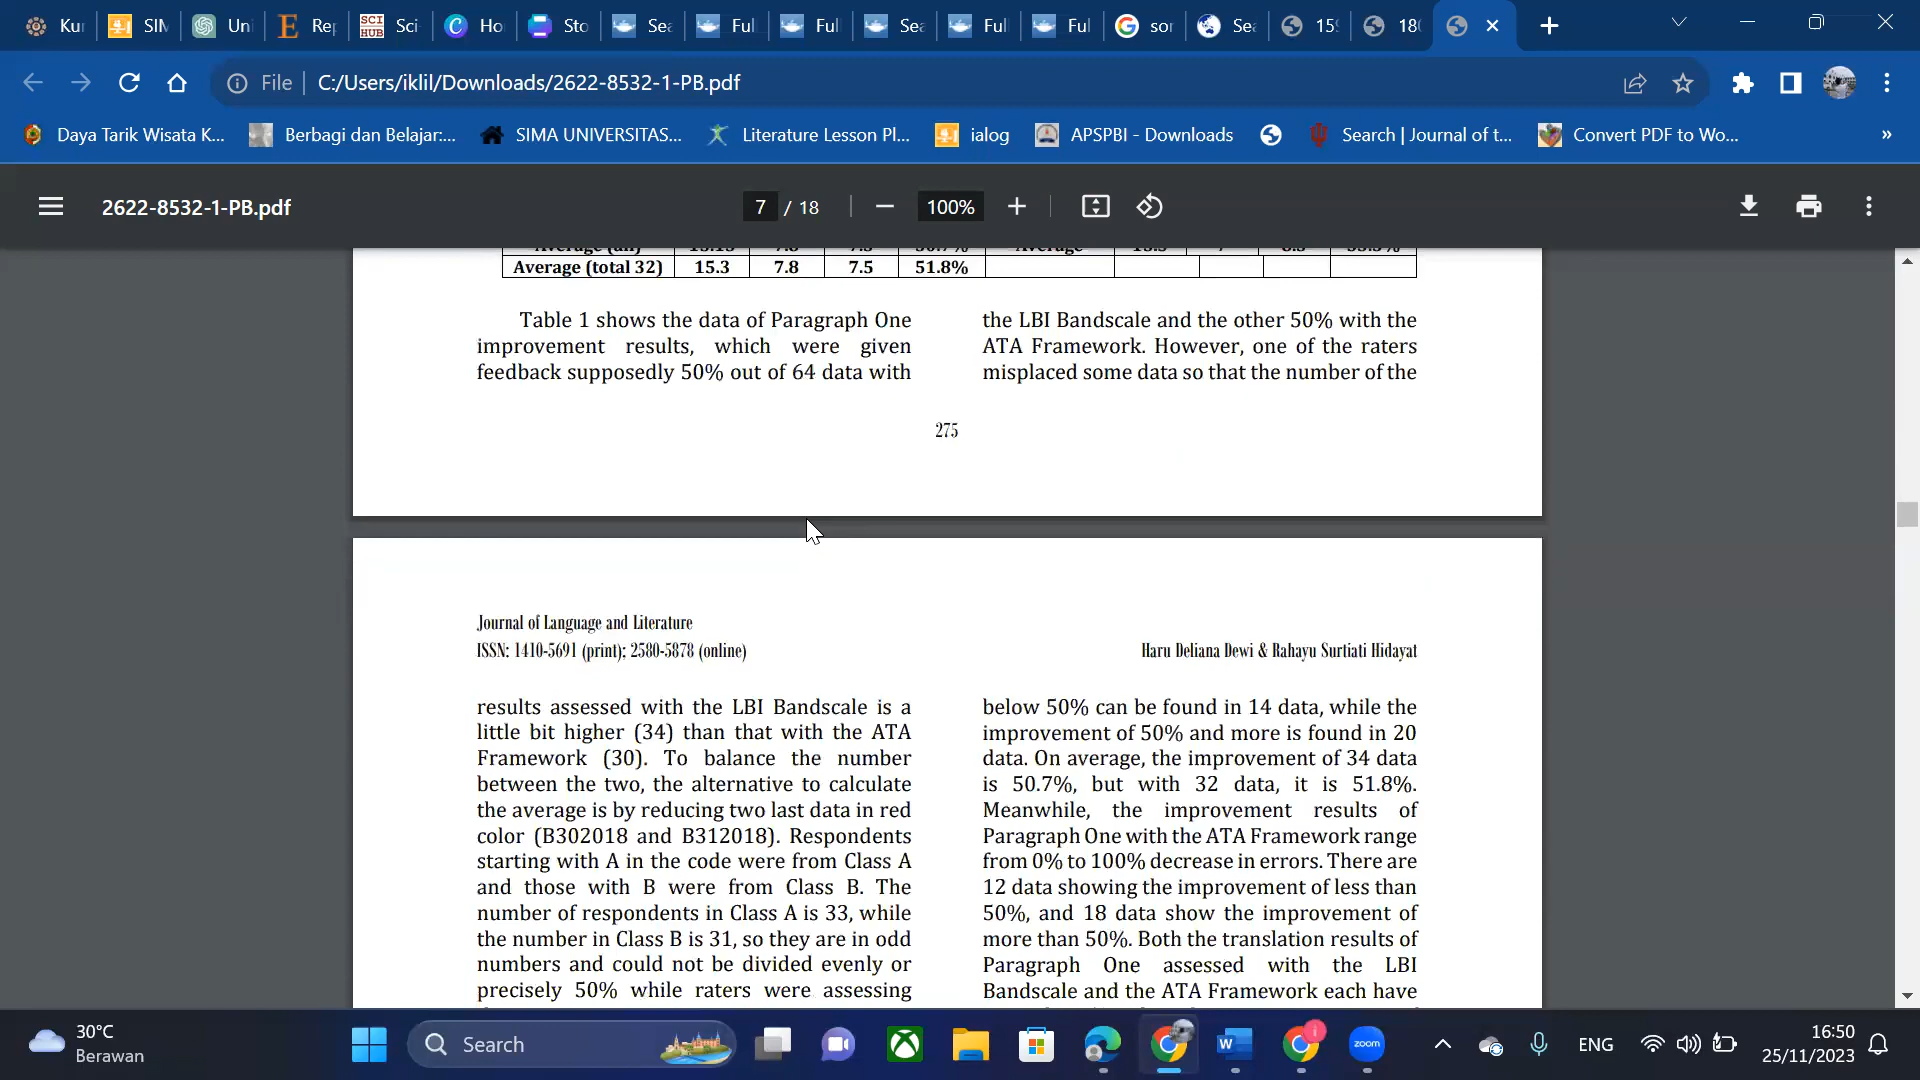 Kur
SIM
Uni
Rep
SCI HUB
Sci
Ho
Sto
Sea
Full
Full
Sea
Full
Full
sor
Sea
159
180
File
C:/Users/iklil/Downloads/2622-8532-1-PB.pdf
Daya Tarik Wisata K...
Berbagi dan Belajar:...
SIMA UNIVERSITAS...
Literature Lesson Pl...
ialog
APSPBI - Downloads
Search | Journal of t...
Convert PDF to Wo...
»
2622-8532-1-PB.pdf
7 / 18
100%
Average (total 32) 15.3 7.8 7.5 51.8%
Table 1 shows the data of Paragraph One
improvement results, which were given
feedback supposedly 50% out of 64 data with
the LBI Bandscale and the other 50% with the
ATA Framework. However, one of the raters
misplaced some data so that the number of the
275
Journal of Language and Literature
ISSN: 1410-5691 (print); 2580-5878 (online)
Haru Deliana Dewi & Rahayu Surtiati Hidayat
results assessed with the LBI Bandscale is a
little bit higher (34) than that with the ATA
Framework (30). To balance the number
between the two, the alternative to calculate
the average is by reducing two last data in red
color (B302018 and B312018). Respondents
starting with A in the code were from Class A
and those with B were from Class B. The
number of respondents in Class A is 33, while
the number in Class B is 31, so they are in odd
numbers and could not be divided evenly or
precisely 50% while raters were assessing
below 50% can be found in 14 data, while the
improvement of 50% and more is found in 20
data. On average, the improvement of 34 data
is 50.7%, but with 32 data, it is 51.8%.
Meanwhile, the improvement results of
Paragraph One with the ATA Framework range
from 0% to 100% decrease in errors. There are
12 data showing the improvement of less than
50%, and 18 data show the improvement of
more than 50%. Both the translation results of
Paragraph One assessed with the LBI
Bandscale and the ATA Framework each have
30°C
Berawan
Search
zoom
ENG
16:50
25/11/2023